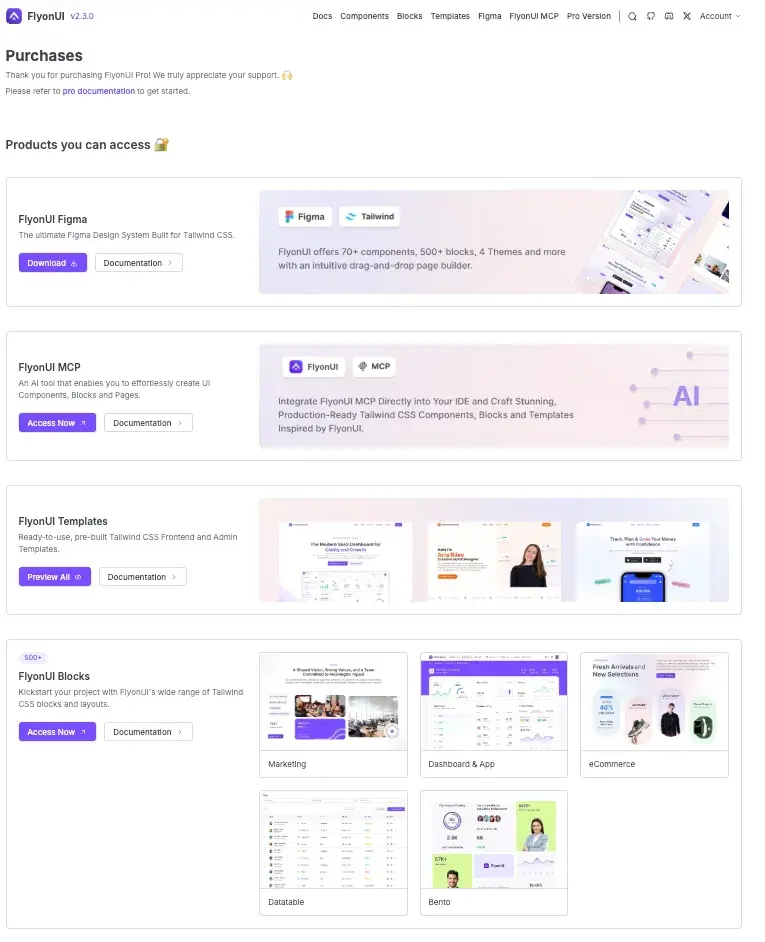 FlyonUI v2.3.0
Docs Components Blocks Templates Figma FlyonUI MCP Pro Version Account
Purchases
Thank you for purchasing FlyonUI Pro! We truly appreciate your support. 🙌
Please refer to pro documentation to get started.
Products you can access 🔐
FlyonUI Figma
The ultimate Figma Design System Built for Tailwind CSS.
Download
Documentation
Figma
Tailwind
FlyonUI offers 70+ components, 500+ blocks, 4 Themes and more
with an intuitive drag-and-drop page builder.
FlyonUI MCP
An AI tool that enables you to effortlessly create UI
Components, Blocks and Pages.
Access Now
Documentation
FlyonUI
MCP
Integrate FlyonUI MCP Directly into Your IDE and Craft Stunning,
Production-Ready Tailwind CSS Components, Blocks and Templates
Inspired by FlyonUI.
AI
FlyonUI Templates
Ready-to-use, pre-built Tailwind CSS Frontend and Admin
Templates.
Preview All
Documentation
The Modern SaaS Dashboard for
Clarity and Growth
Hello I'm
Aria Riley
Track, Plan & Grow Your Money
with Confidence
500+
FlyonUI Blocks
Kickstart your project with FlyonUI's wide range of Tailwind
CSS blocks and layouts.
Access Now
Documentation
A Shared Vision, Strong Values, and a Team
Committed to Meaningful Impact
Marketing
Dashboard & App
Fresh Arrivals and
New Selections
40%
eCommerce
Datatable
2.5K
86
57K+
FlyonUI
Bento